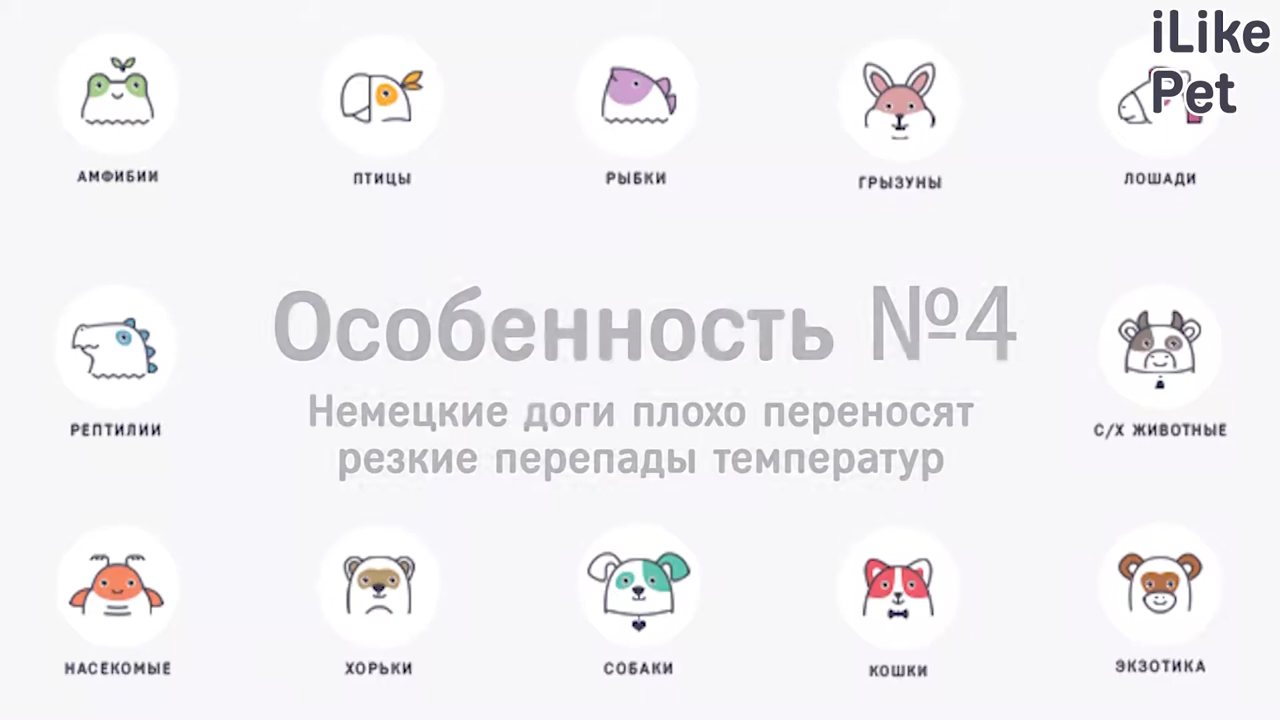 iLike
Pet
АМФИБИИ
ПТИЦЫ
РЫБКИ
ГРЫЗУНЫ
ЛОШАДИ
Особенность №4
Немецкие доги плохо переносят
резкие перепады температур
РЕПТИЛИИ
С/Х ЖИВОТНЫЕ
НАСЕКОМЫЕ
ХОРЬКИ
СОБАКИ
КОШКИ
ЭКЗОТИКА